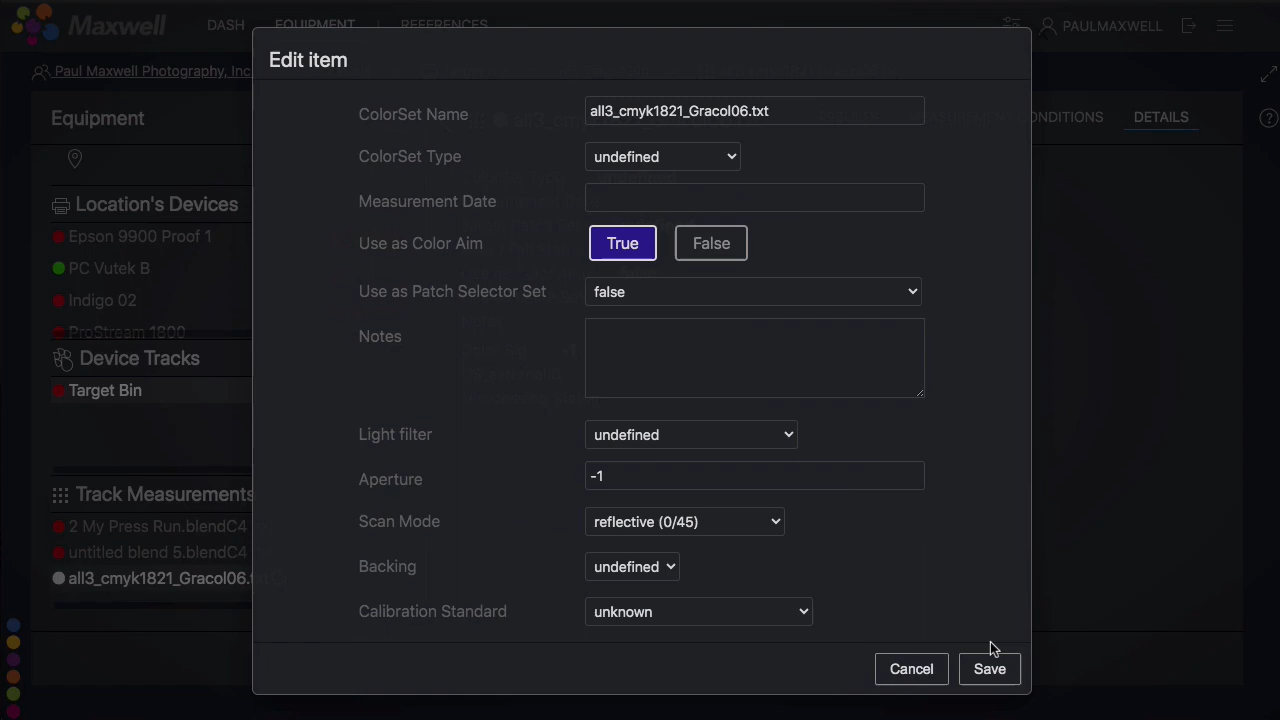 Maxwell
DASH
EQUIPMENT
REFERENCES
PAULMAXWELL
Paul Maxwell Photography, Inc
Equipment
CONDITIONS
DETAILS
Location's Devices
Epson 9900 Proof 1
PC Vutek B
Indigo 02
ProStream 1800
Device Tracks
Target Bin
Track Measurements
2 My Press Run.blendC4
untitled blend 5.blendC4
all3_cmyk1821_Gracol06.
Edit item
ColorSet Name
all3_cmyk1821_Gracol06.txt
ColorSet Type
undefined
Measurement Date
Use as Color Aim
True
False
Use as Patch Selector Set
false
Notes
Light filter
undefined
Aperture
-1
Scan Mode
reflective (0/45)
Backing
undefined
Calibration Standard
unknown
Cancel
Save